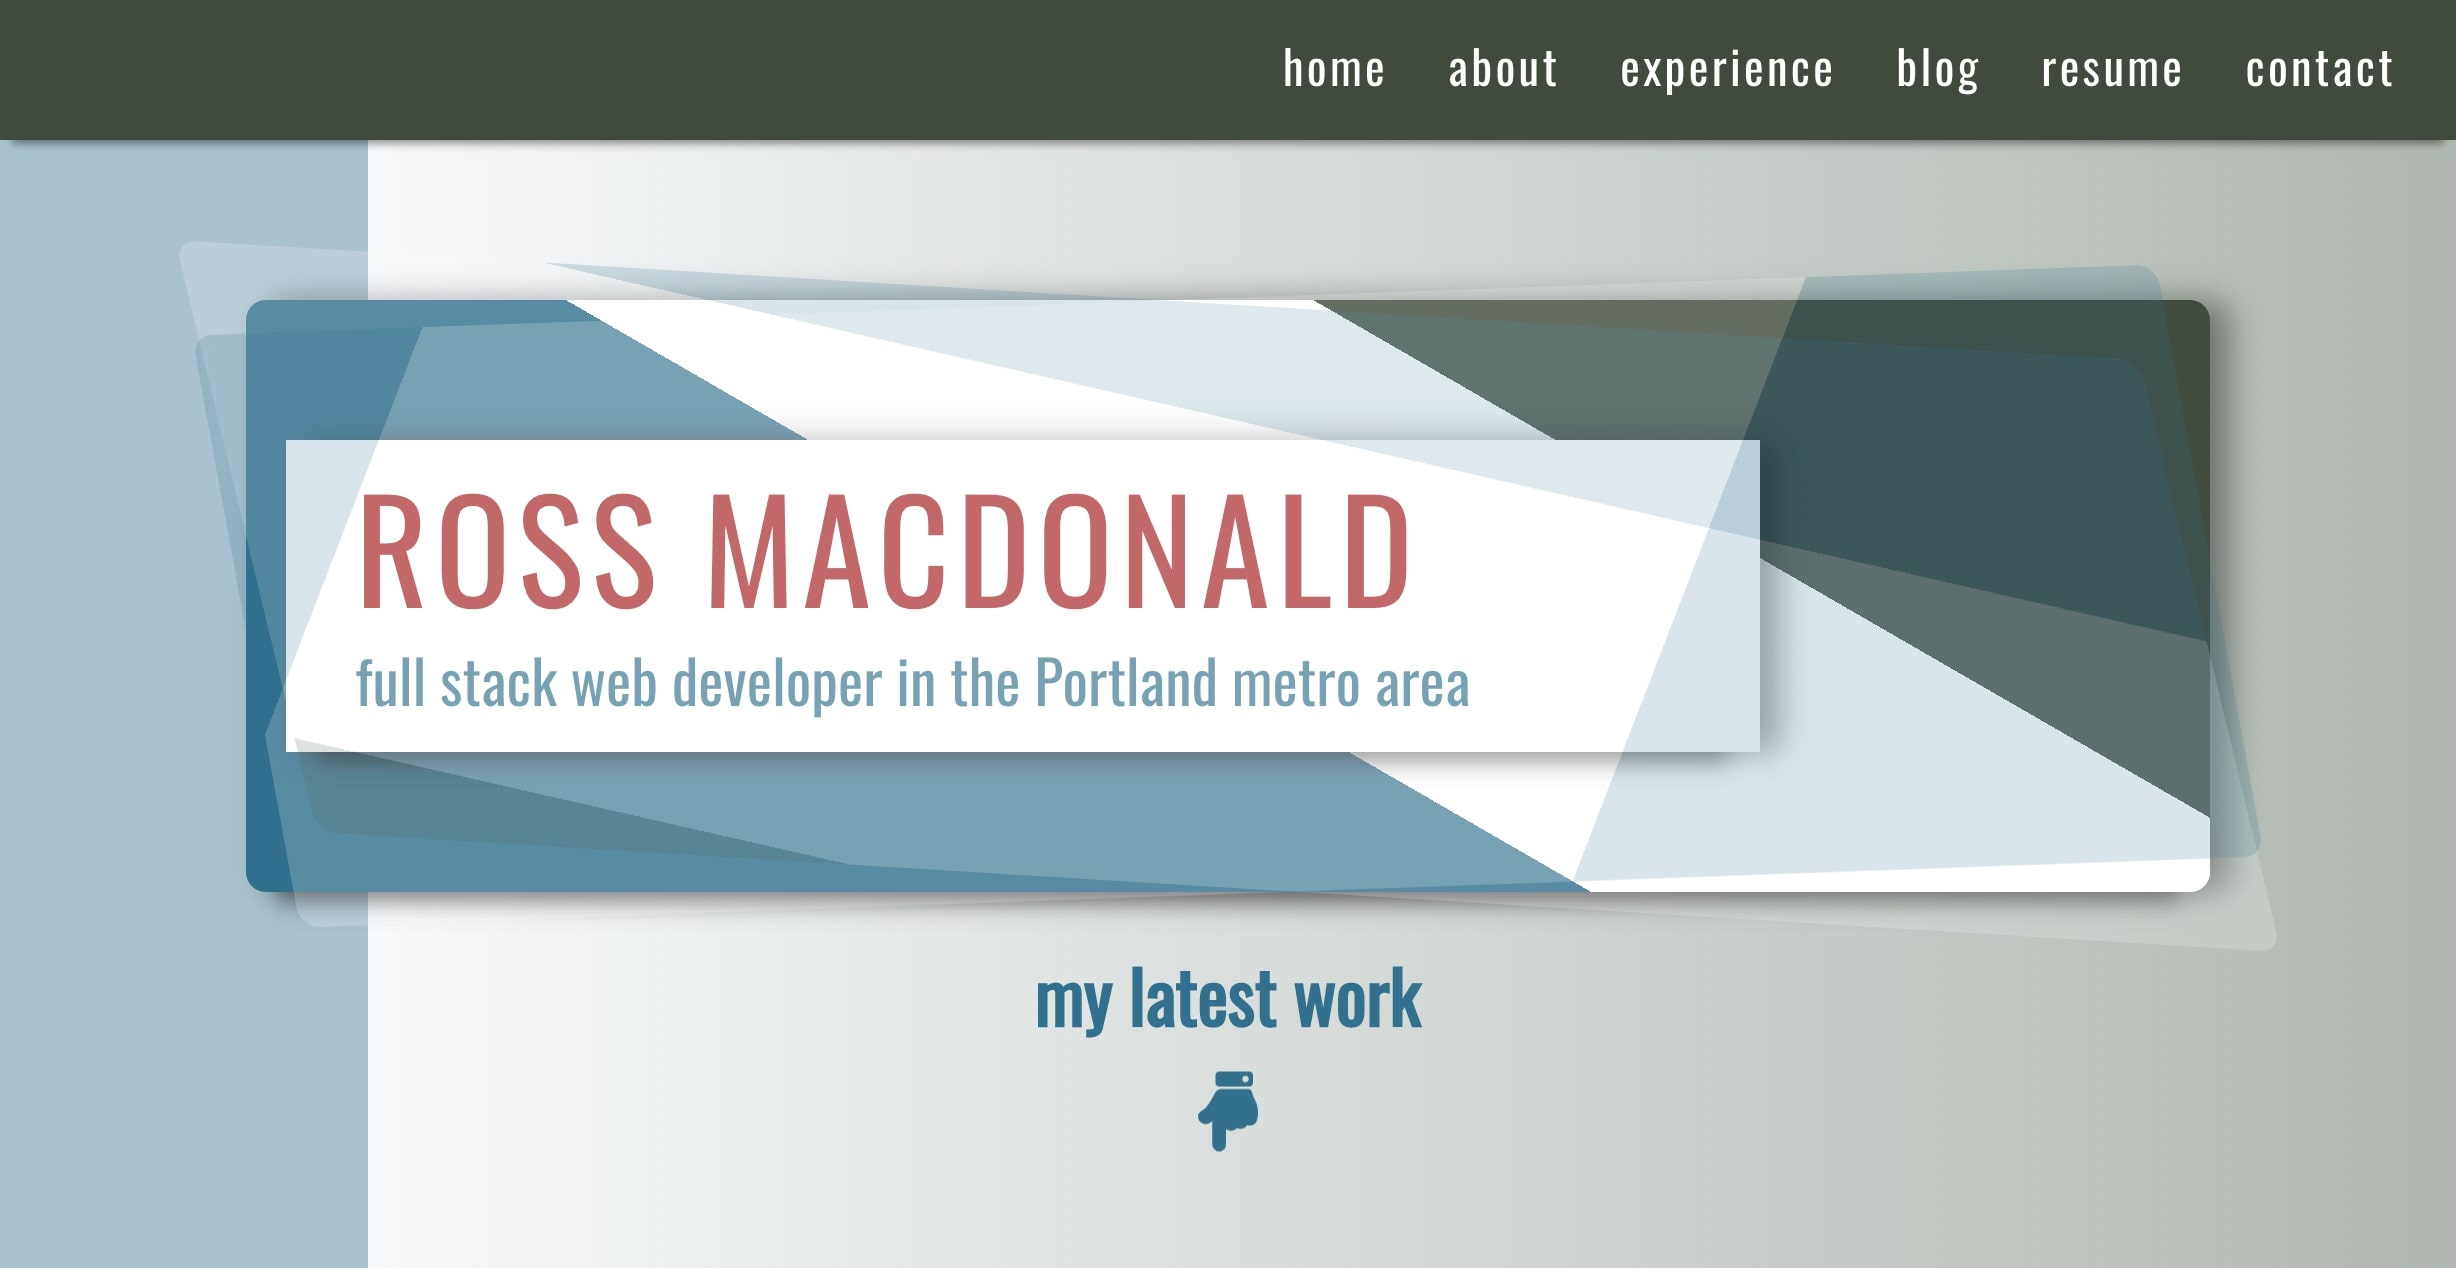 home about experience blog resume contact
ROSS MACDONALD
full stack web developer in the Portland metro area
my latest work